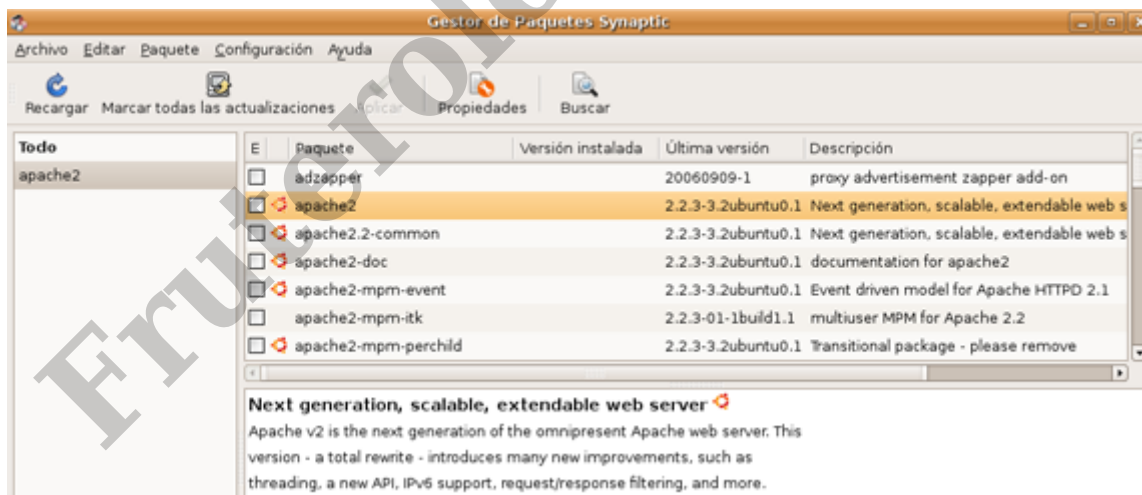 Gestor de Paquetes Synaptic
Archivo Editar Paquete Configuración Ayuda
Recargar Marcar todas las actualizaciones Aplicar Propiedades Buscar
Todo
apache2
E Paquete Versión instalada Última versión Descripción
adzapper 20060909-1 proxy advertisement zapper add-on
apache2 2.2.3-3.2ubuntu0.1 Next generation, scalable, extendable web s
apache2.2-common 2.2.3-3.2ubuntu0.1 Next generation, scalable, extendable web s
apache2-doc 2.2.3-3.2ubuntu0.1 documentation for apache2
apache2-mpm-event 2.2.3-3.2ubuntu0.1 Event driven model for Apache HTTPD 2.1
apache2-mpm-itk 2.2.3-01-1build1.1 multiuser MPM for Apache 2.2
apache2-mpm-perchild 2.2.3-3.2ubuntu0.1 Transitional package - please remove
Next generation, scalable, extendable web server
Apache v2 is the next generation of the omnipresent Apache web server. This
version - a total rewrite - introduces many new improvements, such as
threading, a new API, IPv6 support, request/response filtering, and more.